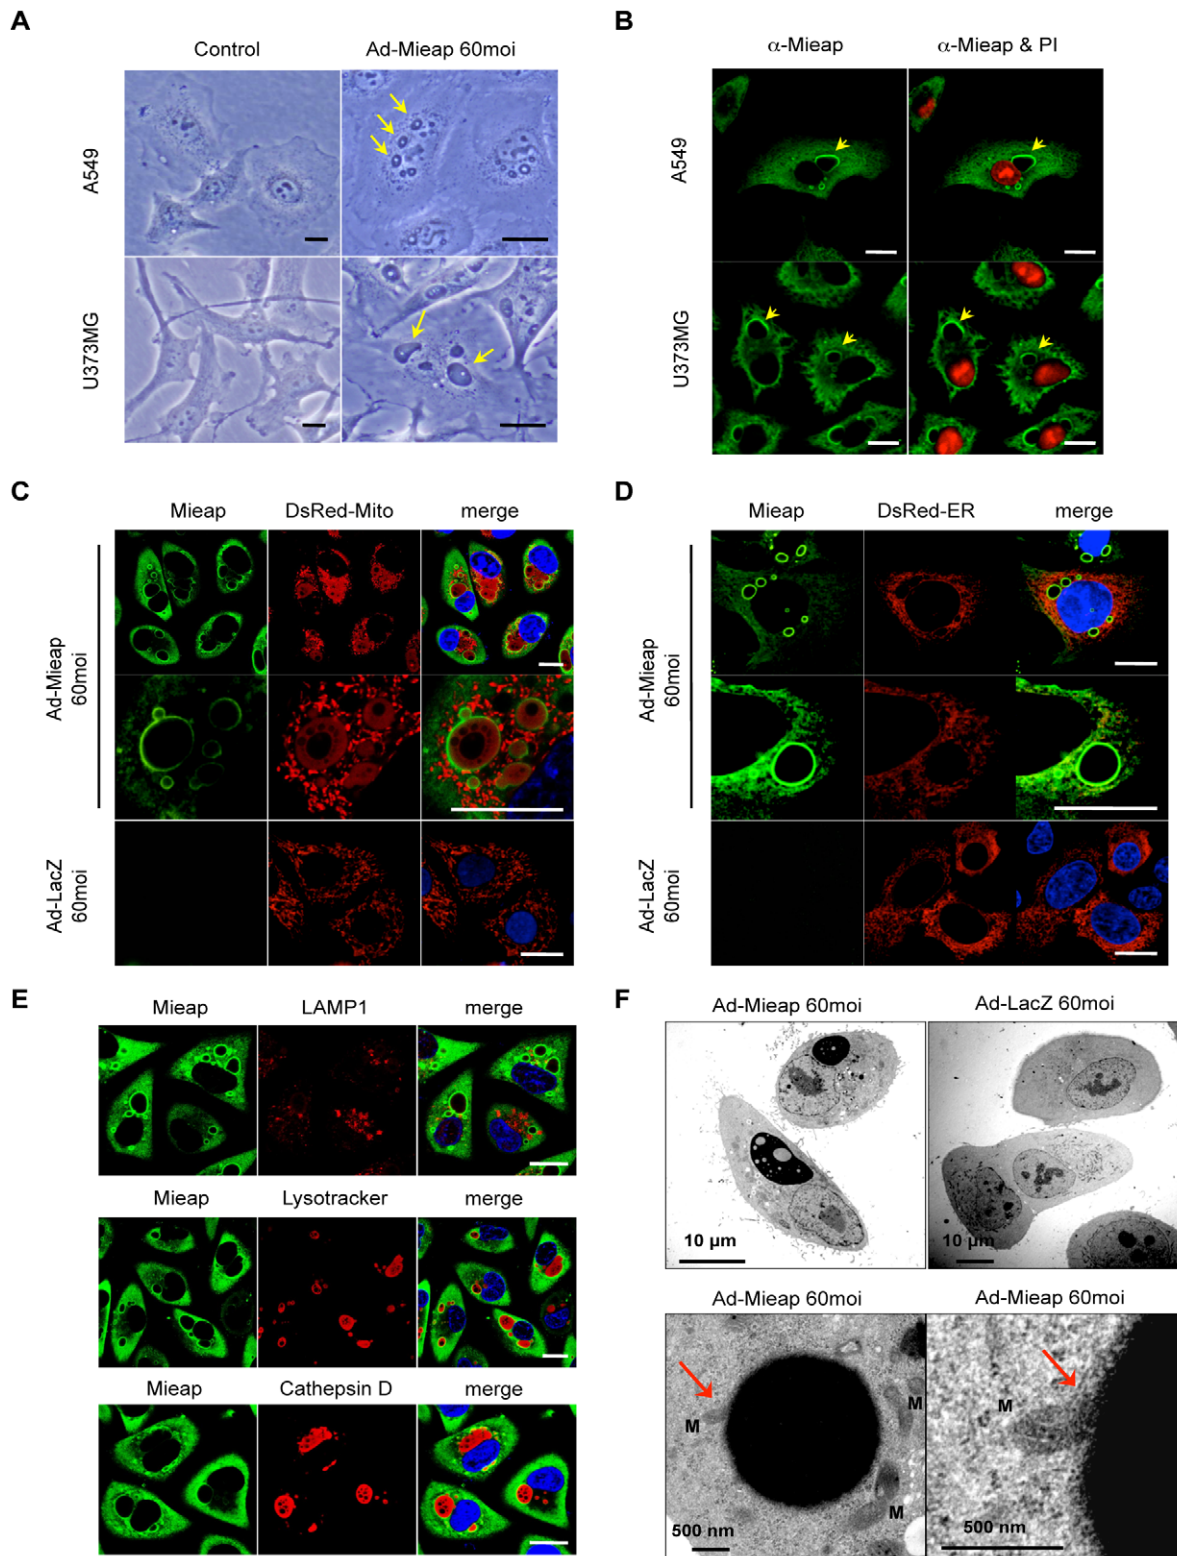 A
Control
Ad-Mieap 60moi
A549
U373MG
B
α-Mieap
α-Mieap & PI
A549
U373MG
C
Mieap
DsRed-Mito
merge
Ad-Mieap
60moi
Ad-LacZ
60moi
D
Mieap
DsRed-ER
merge
Ad-Mieap
60moi
Ad-LacZ
60moi
E
Mieap
LAMP1
merge
Mieap
Lysotracker
merge
Mieap
Cathepsin D
merge
F
Ad-Mieap 60moi
Ad-LacZ 60moi
10 µm
10 µm
Ad-Mieap 60moi
Ad-Mieap 60moi
M
M
M
500 nm
M
500 nm